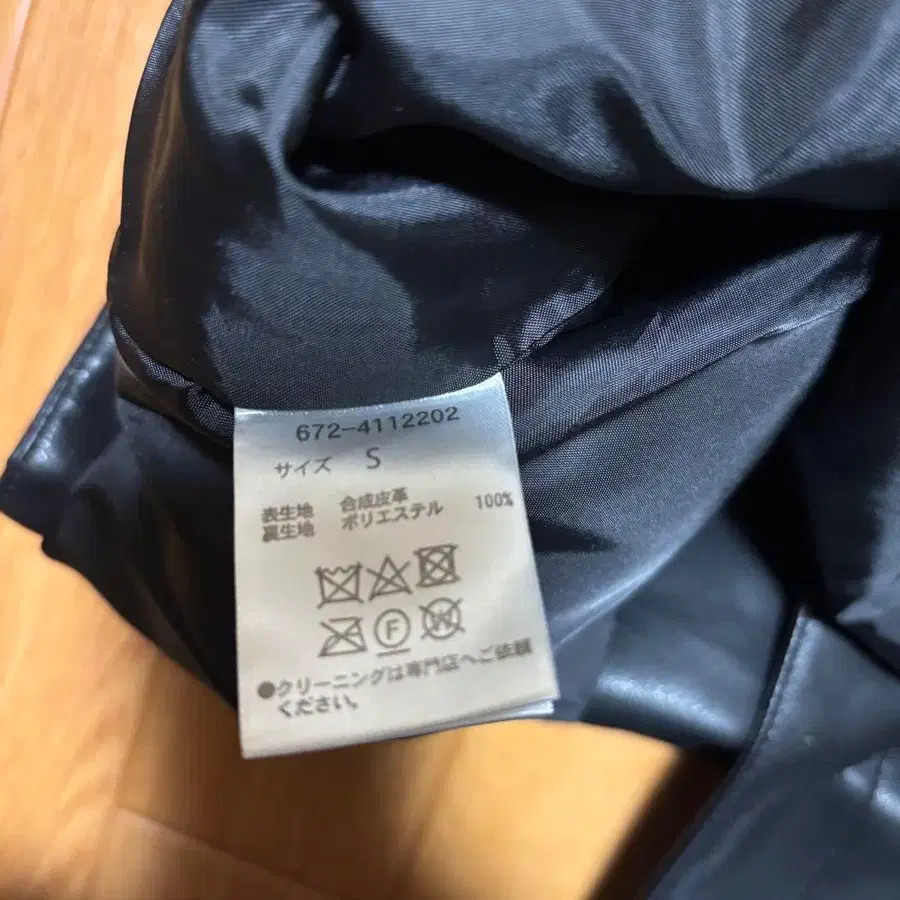 672-4112202
サイズ S
表生地 合成皮革
裏生地 ポリエステル 100%
F W
●クリーニングは専門店へご依頼
ください。